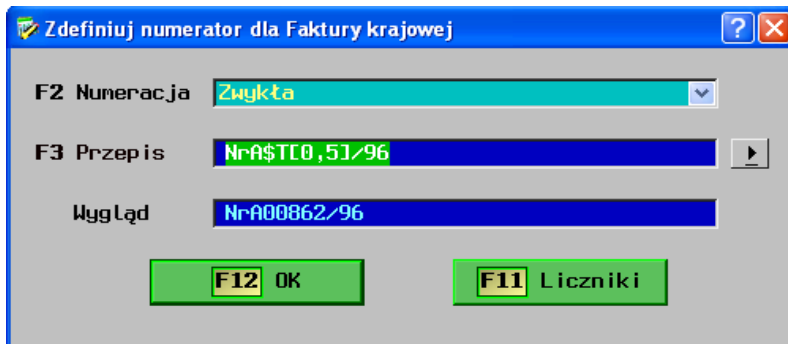 Zdefiniuj numerator dla Faktury krajowej
F2 Numeracja Zwykła
F3 Przepis NrA$T[0,5]/96
Wygląd NrA00862/96
F12 OK F11 Liczniki